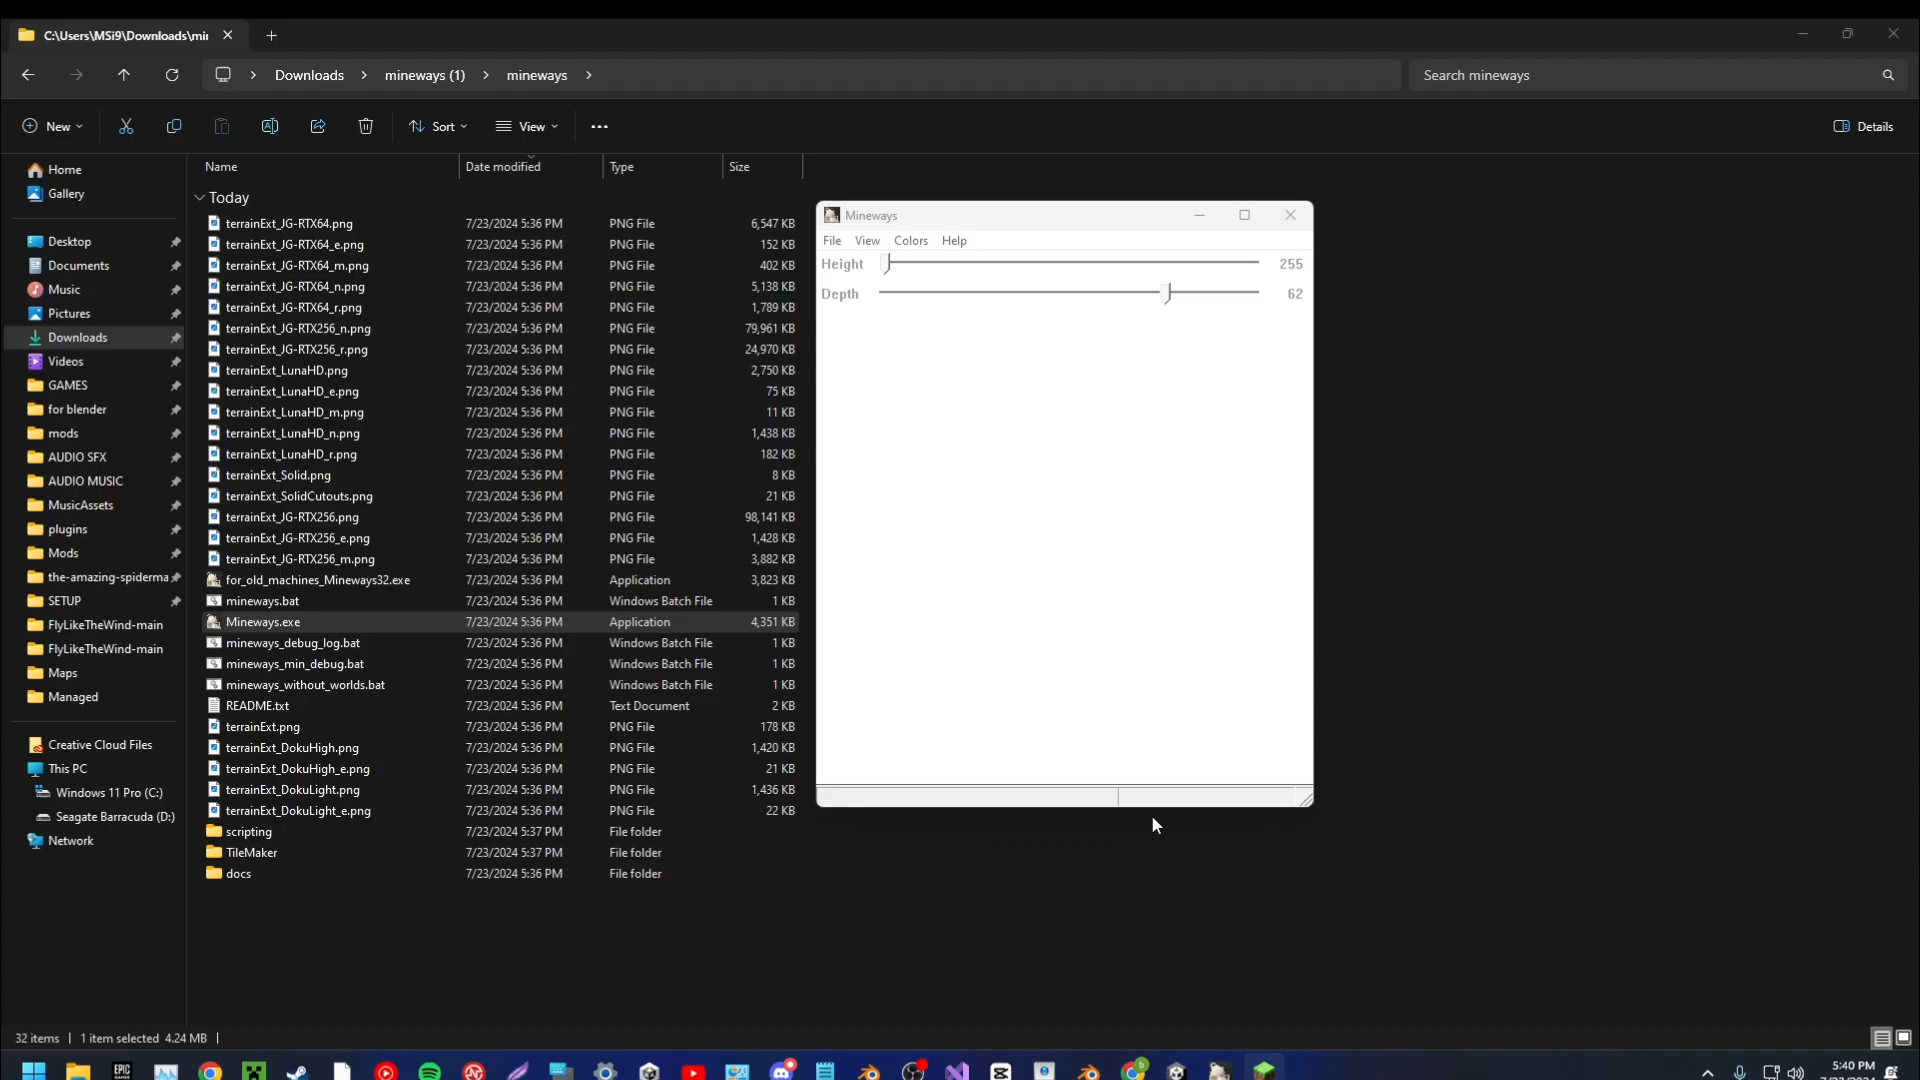 C:\Users\MSi9\Downloads\mir
Downloads
mineways (1)
mineways
Search mineways
New
Sort
View
Details
Name
Date modified
Type
Size
Home
Gallery
Desktop
Documents
Music
Pictures
Downloads
Videos
GAMES
for blender
mods
AUDIO SFX
AUDIO MUSIC
MusicAssets
plugins
Mods
the-amazing-spiderma
SETUP
FlyLikeTheWind-main
FlyLikeTheWind-main
Maps
Managed
Creative Cloud Files
This PC
Windows 11 Pro (C:)
Seagate Barracuda (D:)
Network
Today
terrainExt_JG-RTX64.png 7/23/2024 5:36 PM PNG File 6,547 KB
terrainExt_JG-RTX64_e.png 7/23/2024 5:36 PM PNG File 152 KB
terrainExt_JG-RTX64_m.png 7/23/2024 5:36 PM PNG File 402 KB
terrainExt_JG-RTX64_n.png 7/23/2024 5:36 PM PNG File 5,138 KB
terrainExt_JG-RTX64_r.png 7/23/2024 5:36 PM PNG File 1,789 KB
terrainExt_JG-RTX256_n.png 7/23/2024 5:36 PM PNG File 79,961 KB
terrainExt_JG-RTX256_r.png 7/23/2024 5:36 PM PNG File 24,970 KB
terrainExt_LunaHD.png 7/23/2024 5:36 PM PNG File 2,750 KB
terrainExt_LunaHD_e.png 7/23/2024 5:36 PM PNG File 75 KB
terrainExt_LunaHD_m.png 7/23/2024 5:36 PM PNG File 11 KB
terrainExt_LunaHD_n.png 7/23/2024 5:36 PM PNG File 1,438 KB
terrainExt_LunaHD_r.png 7/23/2024 5:36 PM PNG File 182 KB
terrainExt_Solid.png 7/23/2024 5:36 PM PNG File 8 KB
terrainExt_SolidCutouts.png 7/23/2024 5:36 PM PNG File 21 KB
terrainExt_JG-RTX256.png 7/23/2024 5:36 PM PNG File 98,141 KB
terrainExt_JG-RTX256_e.png 7/23/2024 5:36 PM PNG File 1,428 KB
terrainExt_JG-RTX256_m.png 7/23/2024 5:36 PM PNG File 3,882 KB
for_old_machines_Mineways32.exe 7/23/2024 5:36 PM Application 3,823 KB
mineways.bat 7/23/2024 5:36 PM Windows Batch File 1 KB
Mineways.exe 7/23/2024 5:36 PM Application 4,351 KB
mineways_debug_log.bat 7/23/2024 5:36 PM Windows Batch File 1 KB
mineways_min_debug.bat 7/23/2024 5:36 PM Windows Batch File 1 KB
mineways_without_worlds.bat 7/23/2024 5:36 PM Windows Batch File 1 KB
README.txt 7/23/2024 5:36 PM Text Document 2 KB
terrainExt.png 7/23/2024 5:36 PM PNG File 178 KB
terrainExt_DokuHigh.png 7/23/2024 5:36 PM PNG File 1,420 KB
terrainExt_DokuHigh_e.png 7/23/2024 5:36 PM PNG File 21 KB
terrainExt_DokuLight.png 7/23/2024 5:36 PM PNG File 1,436 KB
terrainExt_DokuLight_e.png 7/23/2024 5:36 PM PNG File 22 KB
scripting 7/23/2024 5:37 PM File folder
TileMaker 7/23/2024 5:37 PM File folder
docs 7/23/2024 5:36 PM File folder
Mineways
File View Colors Help
Height 255
Depth 62
32 items 1 item selected 4.24 MB
EPIC
5:40 PM